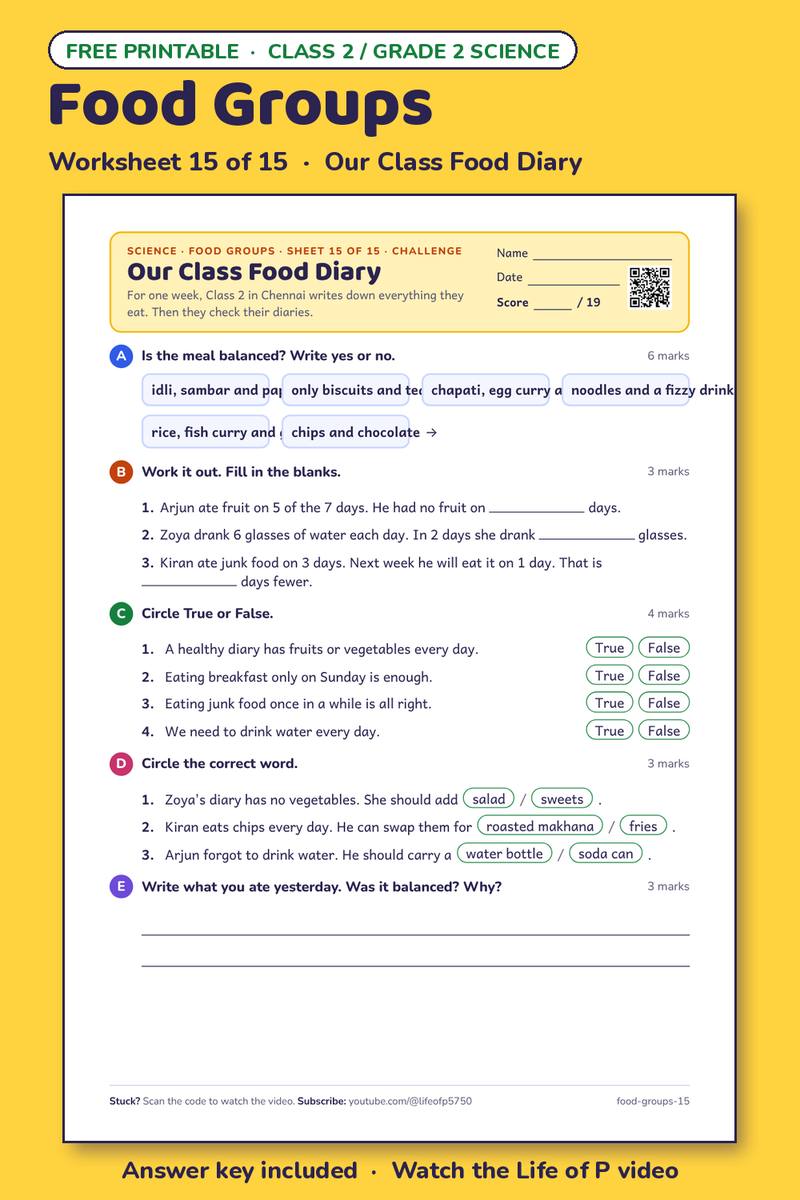 FREE PRINTABLE · CLASS 2 / GRADE 2 SCIENCE
Food Groups
Worksheet 15 of 15 · Our Class Food Diary
SCIENCE · FOOD GROUPS · SHEET 15 OF 15 · CHALLENGE
Our Class Food Diary
For one week, Class 2 in Chennai writes down everything they
eat. Then they check their diaries.
Name
Date
Score / 19
A Is the meal balanced? Write yes or no. 6 marks
idli, sambar and only biscuits and chapati, egg curry noodles and a fizzy drink
rice, fish curry and chips and chocolate →
B Work it out. Fill in the blanks. 3 marks
1. Arjun ate fruit on 5 of the 7 days. He had no fruit on ____ days.
2. Zoya drank 6 glasses of water each day. In 2 days she drank ____ glasses.
3. Kiran ate junk food on 3 days. Next week he will eat it on 1 day. That is
____ days fewer.
C Circle True or False. 4 marks
1. A healthy diary has fruits or vegetables every day. True False
2. Eating breakfast only on Sunday is enough. True False
3. Eating junk food once in a while is all right. True False
4. We need to drink water every day. True False
D Circle the correct word. 3 marks
1. Zoya's diary has no vegetables. She should add salad / sweets .
2. Kiran eats chips every day. He can swap them for roasted makhana / fries .
3. Arjun forgot to drink water. He should carry a water bottle / soda can .
E Write what you ate yesterday. Was it balanced? Why? 3 marks
Stuck? Scan the code to watch the video. Subscribe: youtube.com/@lifeofp5750 food-groups-15
Answer key included · Watch the Life of P video